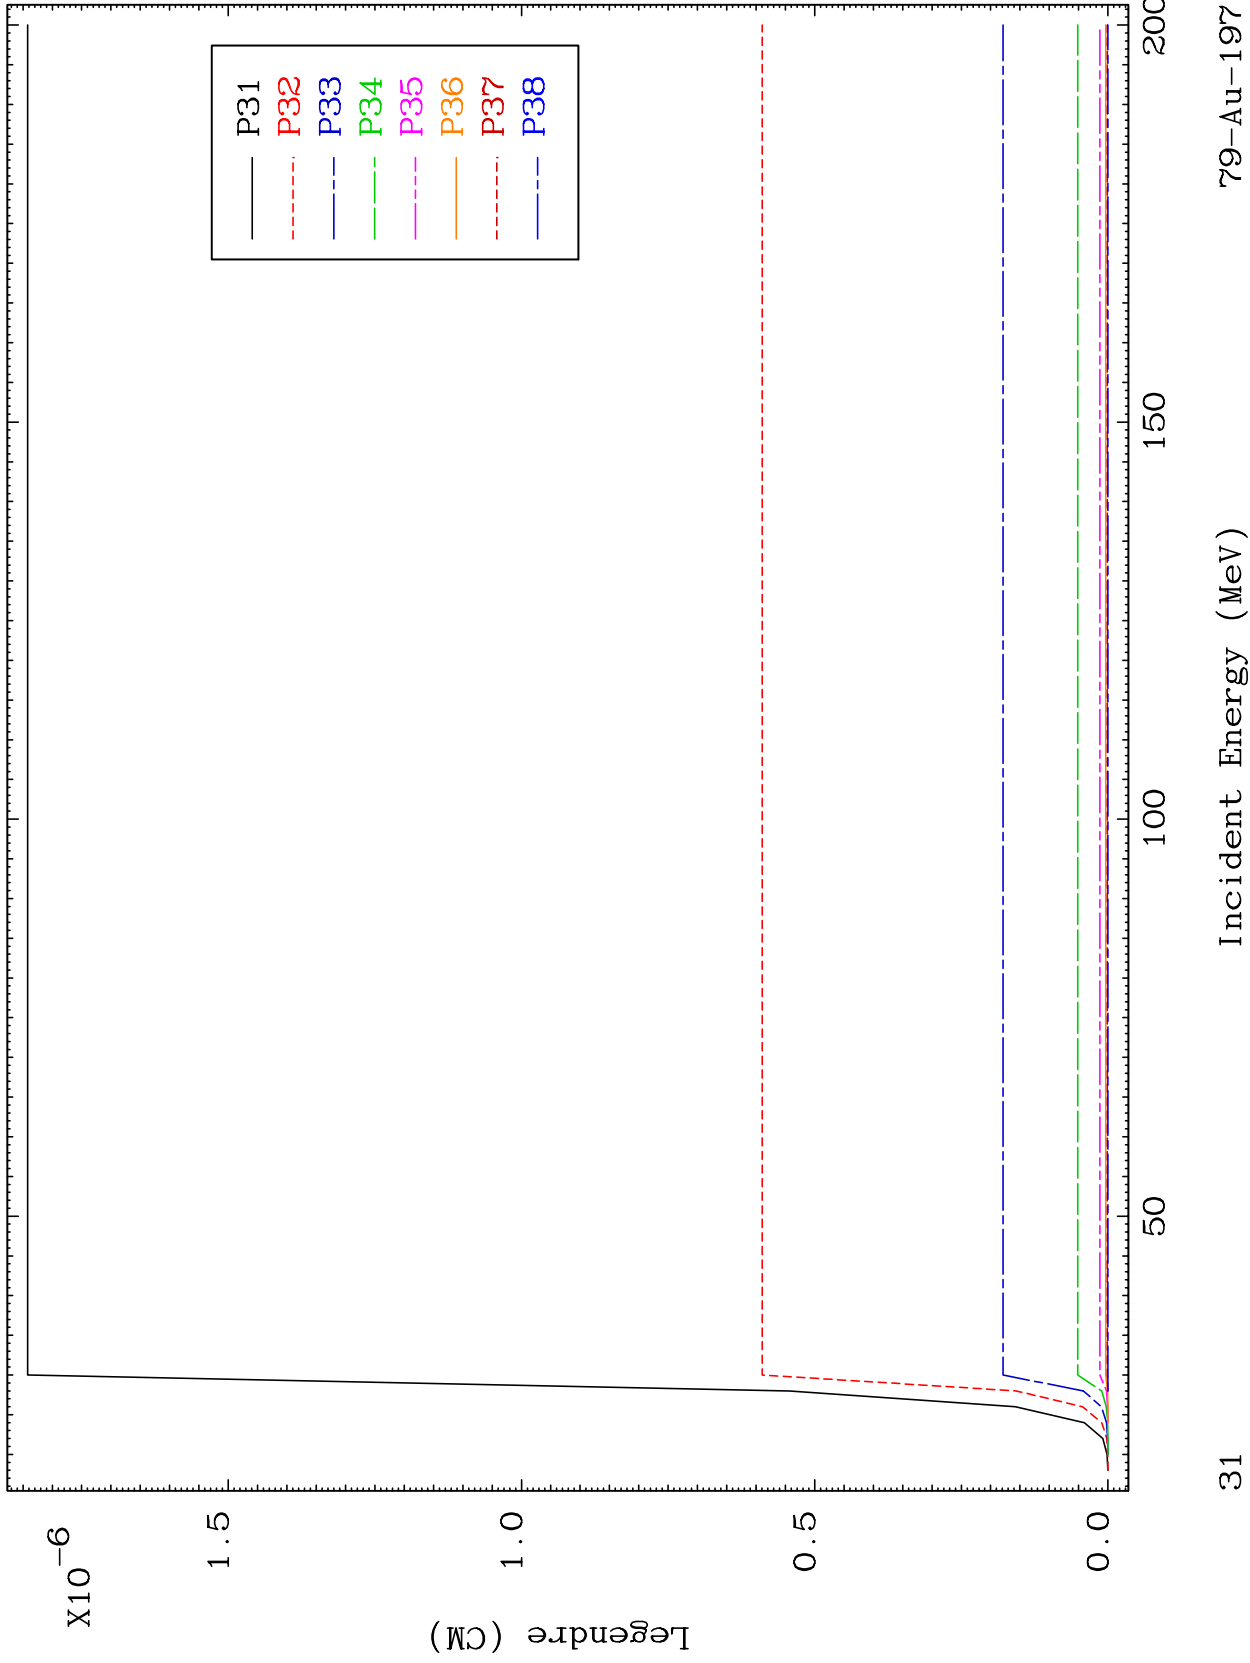 X10⁻⁶
Legendre (CM)
1.5
1.0
0.5
0.0
P31
P32
P33
P34
P35
P36
P37
P38
50
100
150
200
Incident Energy (MeV)
31
79-Au-197